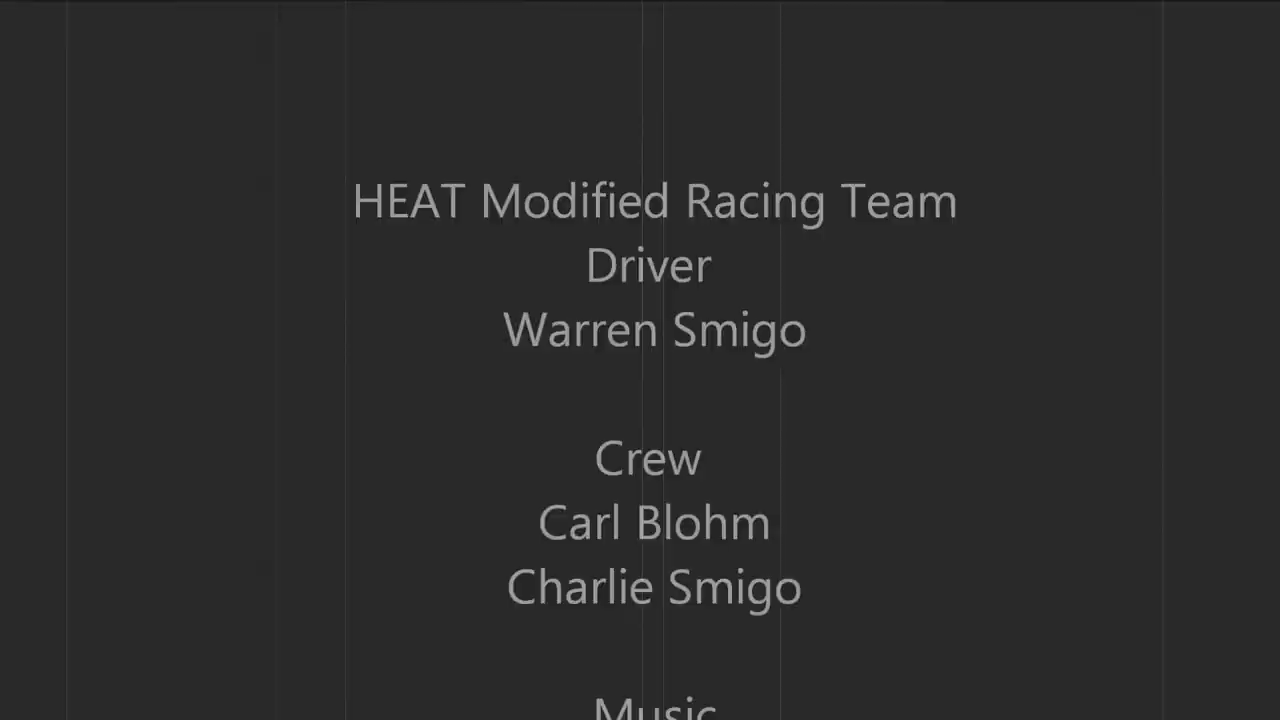 HEAT Modified Racing Team
Driver
Warren Smigo
Crew
Carl Blohm
Charlie Smigo
Music